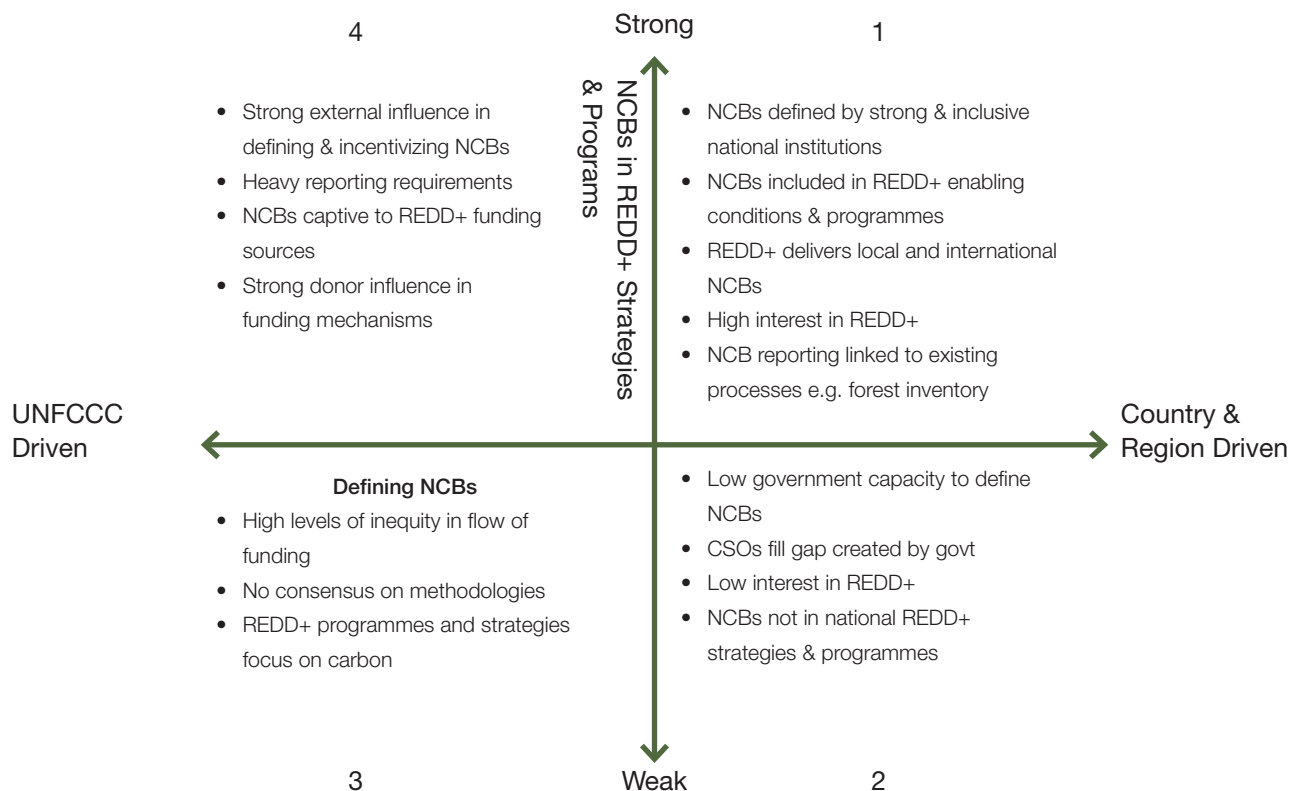 4
Strong
1
• Strong external influence in
defining & incentivizing NCBs
• Heavy reporting requirements
• NCBs captive to REDD+ funding
sources
• Strong donor influence in
funding mechanisms
NCBs in REDD+ Strategies
& Programs
• NCBs defined by strong & inclusive
national institutions
• NCBs included in REDD+ enabling
conditions & programmes
• REDD+ delivers local and international
NCBs
• High interest in REDD+
• NCB reporting linked to existing
processes e.g. forest inventory
UNFCCC
Driven
Country &
Region Driven
Defining NCBs
• High levels of inequity in flow of
funding
• No consensus on methodologies
• REDD+ programmes and strategies
focus on carbon
• Low government capacity to define
NCBs
• CSOs fill gap created by govt
• Low interest in REDD+
• NCBs not in national REDD+
strategies & programmes
3
Weak
2